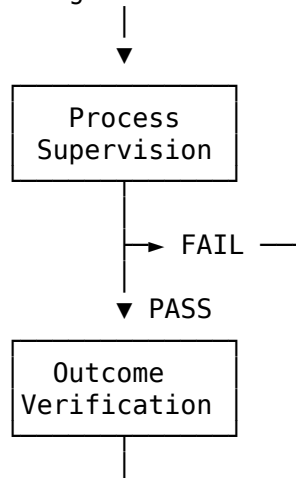 Process
Supervision
FAIL
PASS
Outcome
Verification